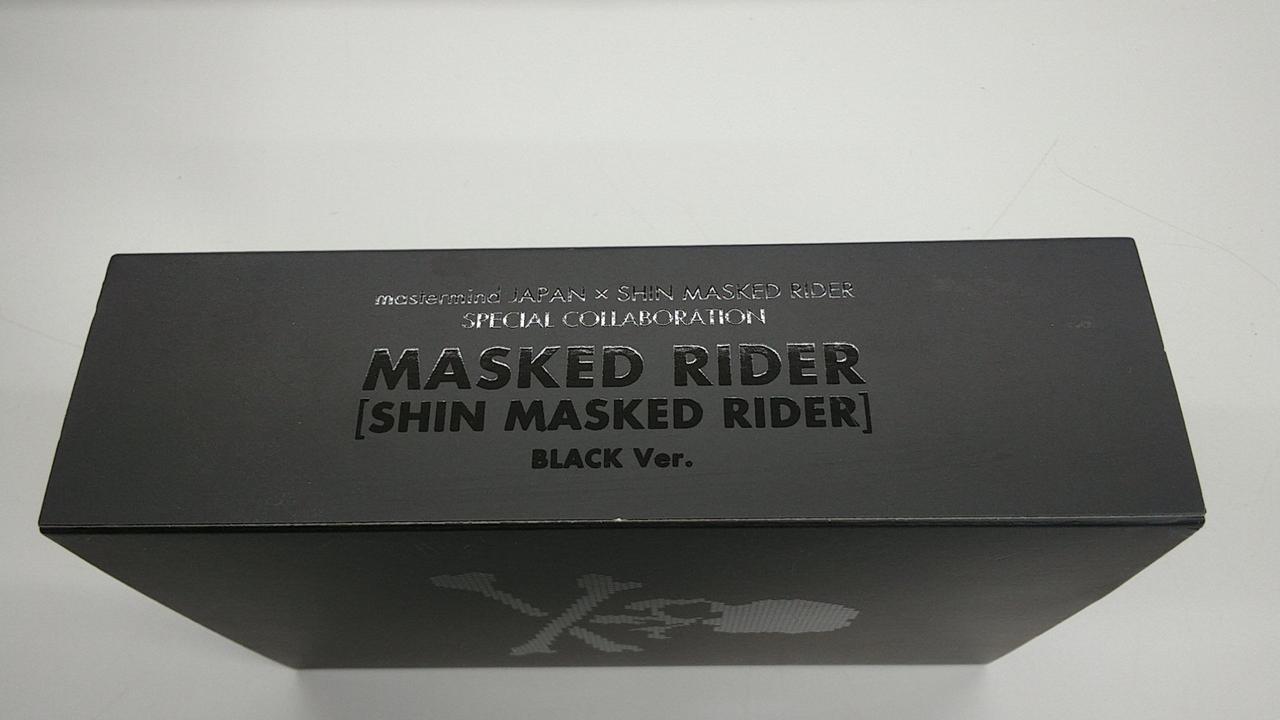 mastermind JAPAN × SHIN MASKED RIDER
SPECIAL COLLABORATION
MASKED RIDER
[SHIN MASKED RIDER]
BLACK Ver.